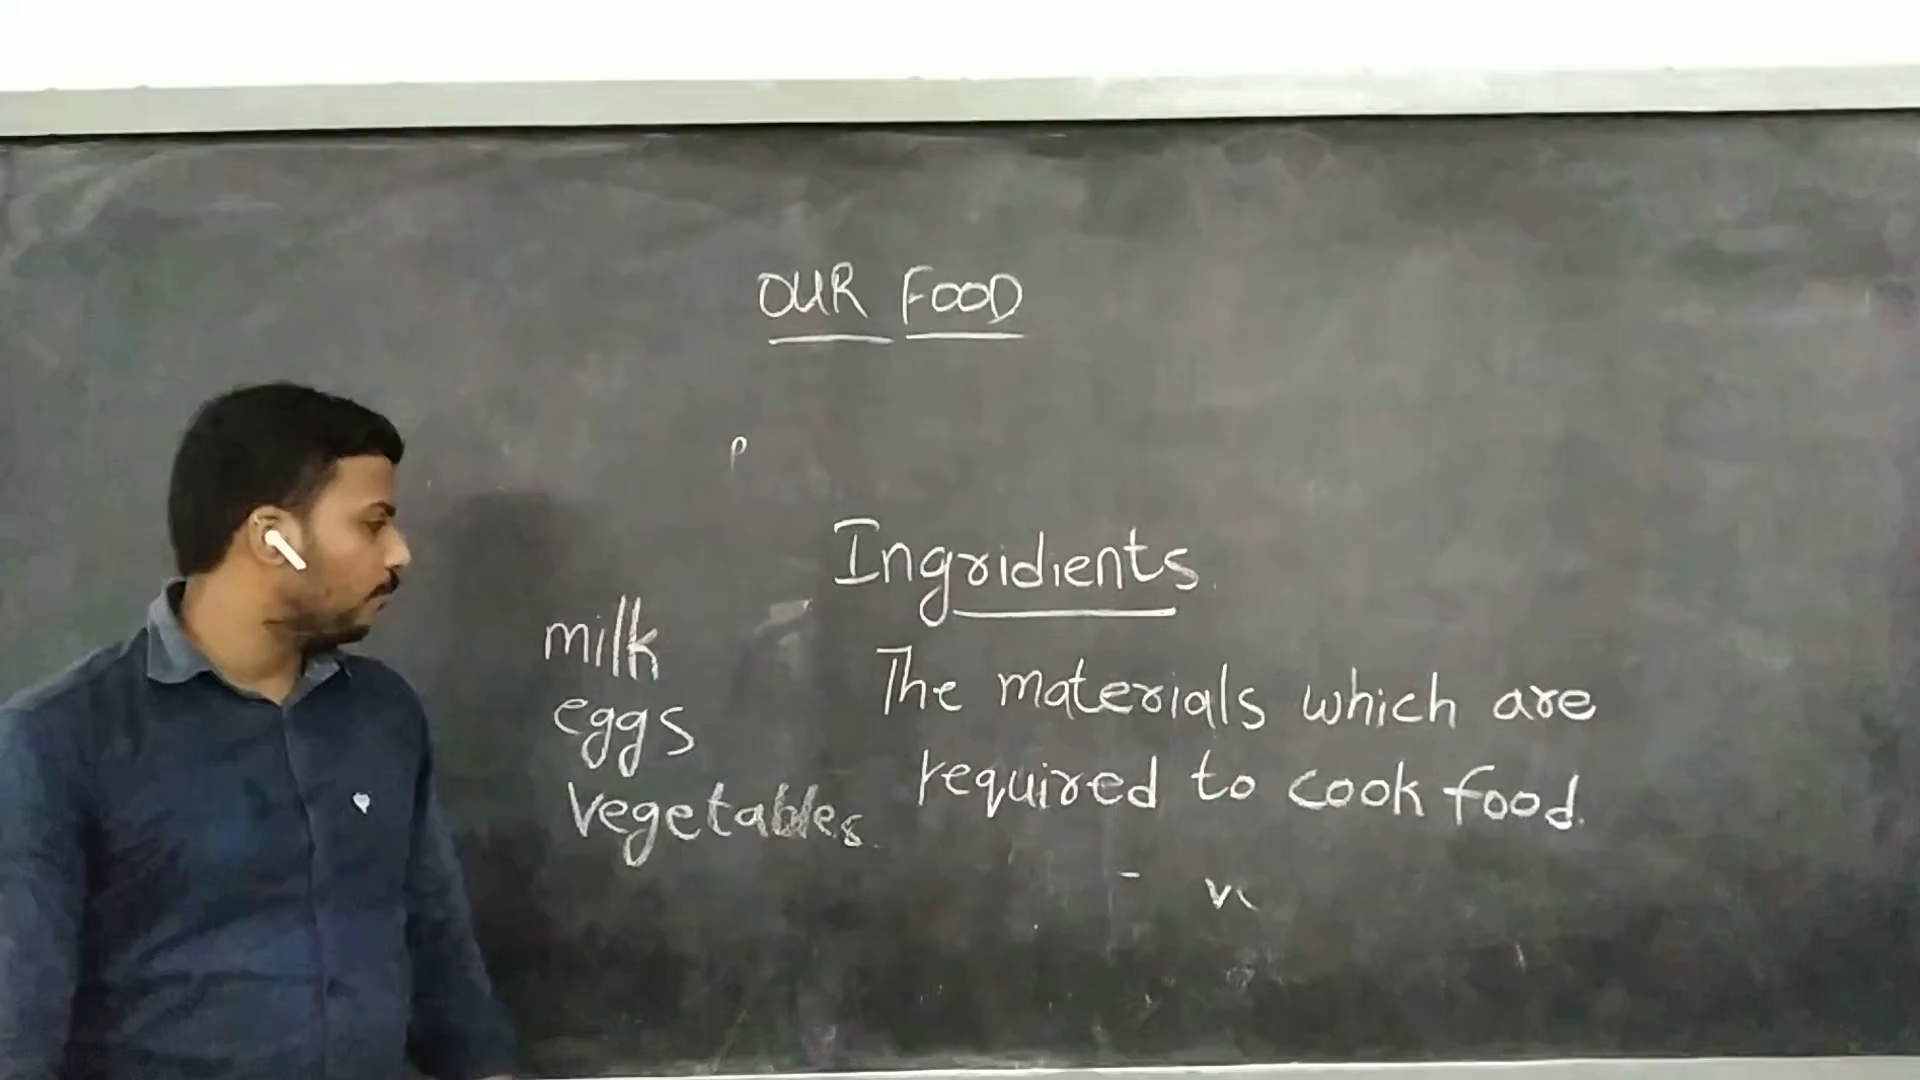 OUR FOOD
P
Ingridients
milk
eggs
vegetables
The materials which are
required to cook food.